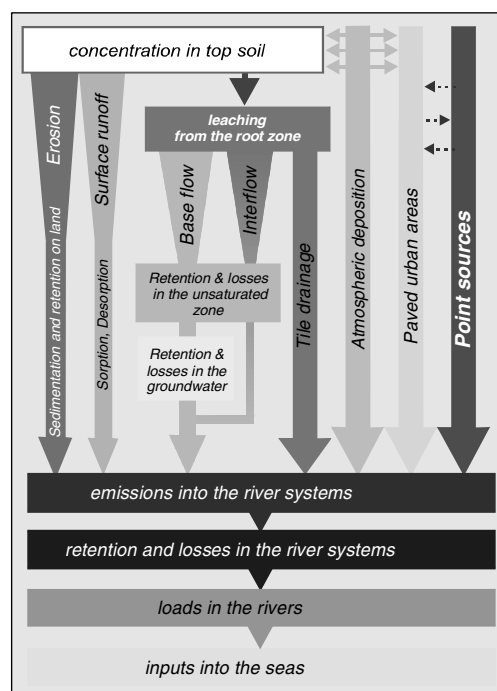 concentration in top soil
Erosion
Sedimentation and retention on land
Surface runoff
Sorption, Desorption
leaching
from the root zone
Base flow
Interflow
Retention & losses
in the unsaturated
zone
Retention &
losses in the
groundwater
Tile drainage
Atmospheric deposition
Paved urban areas
Point sources
emissions into the river systems
retention and losses in the river systems
loads in the rivers
inputs into the seas